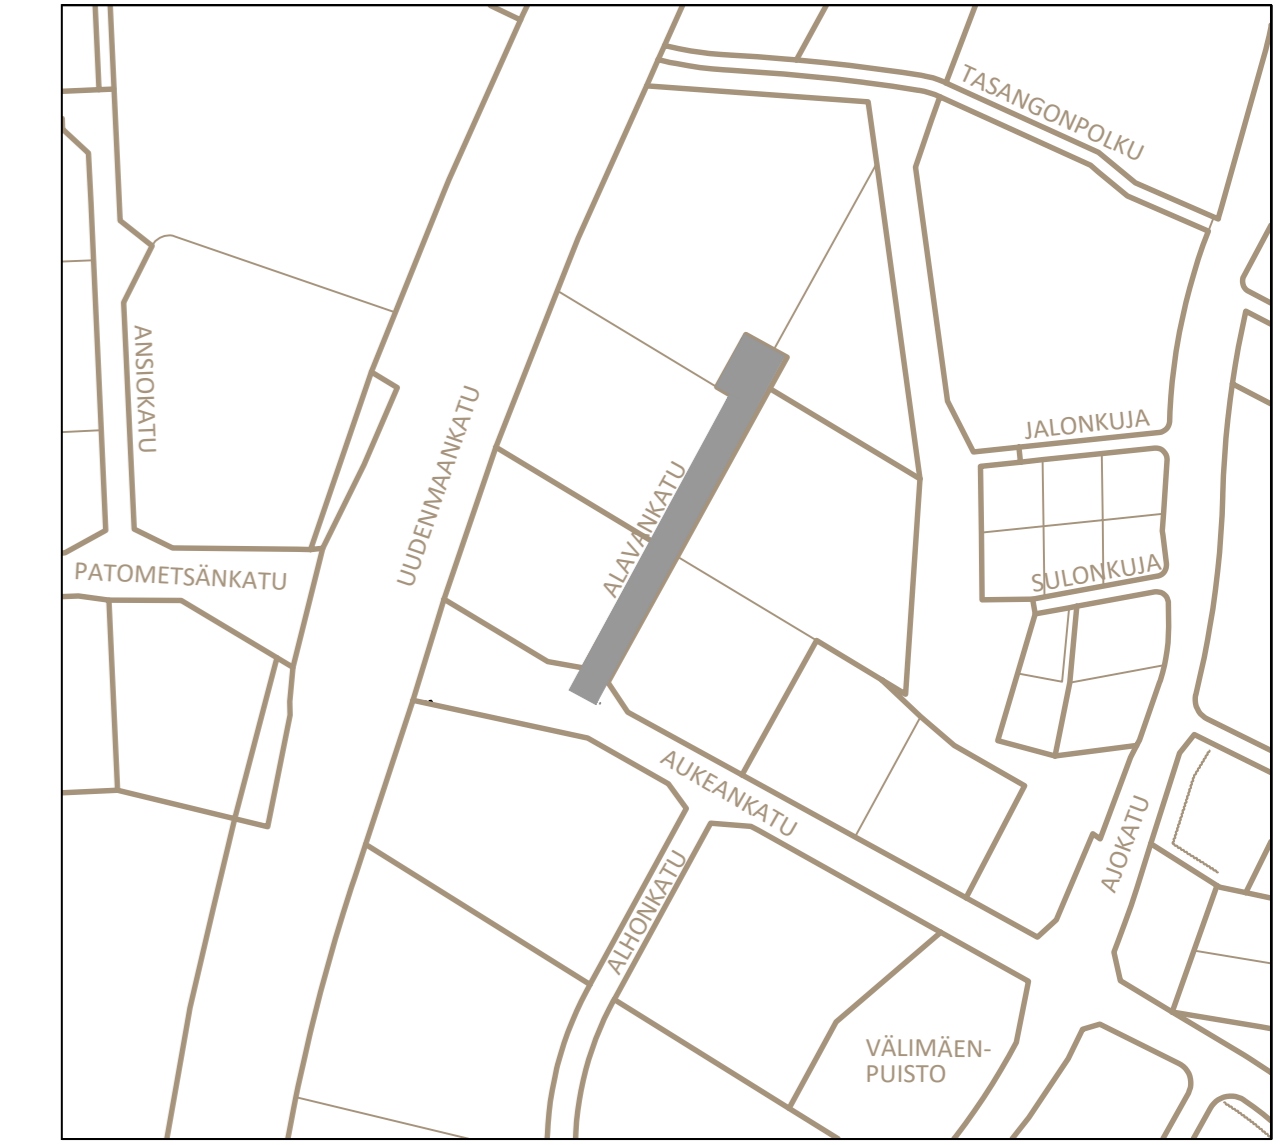 TASANGONPOLKU
ANSIOKATU
UUDENMAANKATU
JALONKUJA
ALAVANKATU
PATOMETSÄNKATU
SULONKUJA
AUKEANKATU
AJOKATU
ALHONKATU
VÄLIMÄEN-
PUISTO